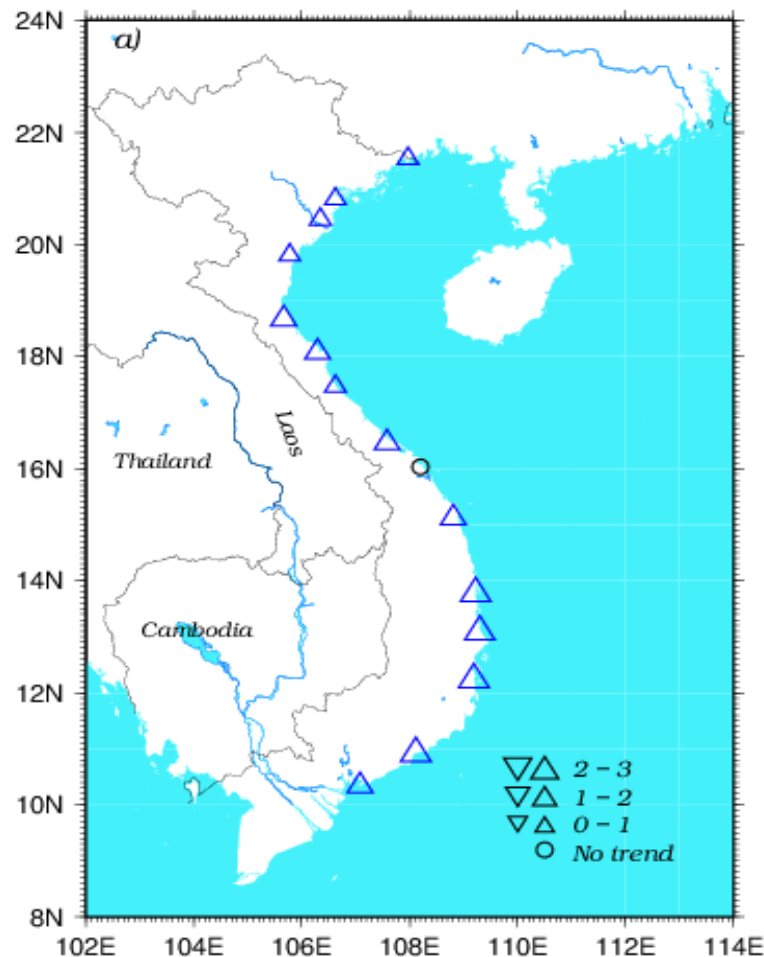 24N
a)
22N
20N
18N
Laos
16N
Thailand
14N
Cambodia
12N
2 – 3
1 – 2
10N
0 – 1
No trend
8N
102E 104E 106E 108E 110E 112E 114E